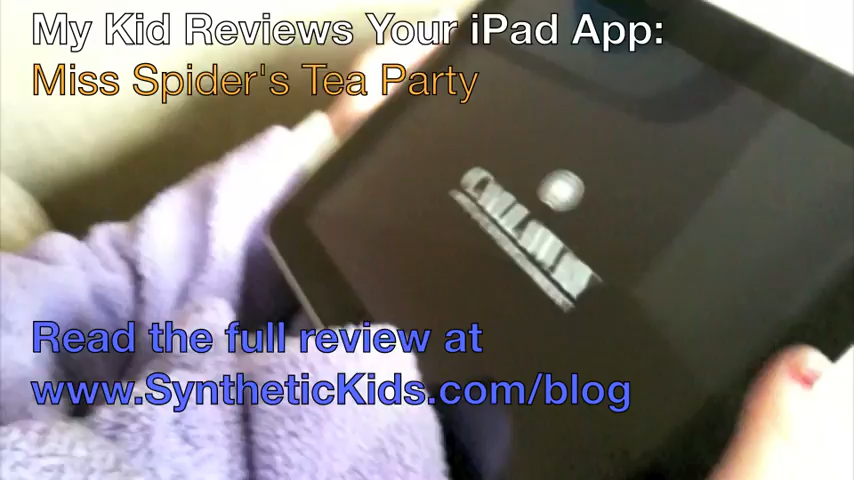 My Kid Reviews Your iPad App:
Miss Spider's Tea Party
Read the full review at
www.SyntheticKids.com/blog